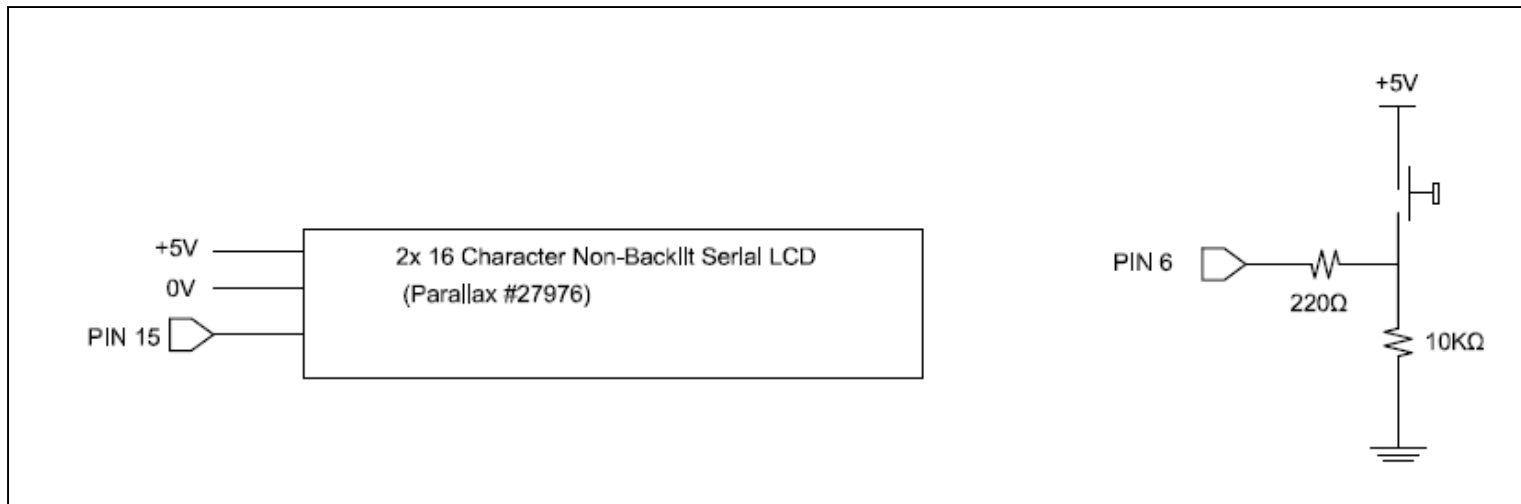 +5V
0V
PIN 15
2x 16 Character Non-Backlit Serial LCD
(Parallax #27976)
+5V
PIN 6
220Ω
10KΩ